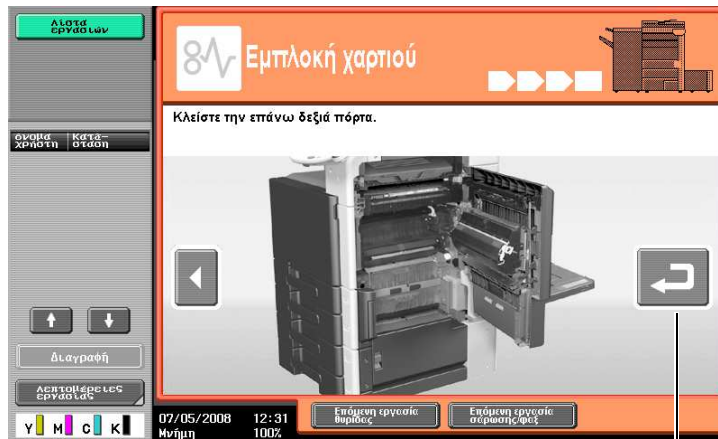 Λίστα
εργασιών
Εμπλοκή χαρτιού
Κλείστε την επάνω δεξιά πόρτα.
όνομα Κατά-
χρήστη σταση
Διαγραφή
Λεπτομέρειες
εργασίας
Y M C K
07/05/2008 12:31
Μνήμη 100%
Επόμενη εργασία
θυρίδας
Επόμενη εργασία
σάρωσης/φαξ